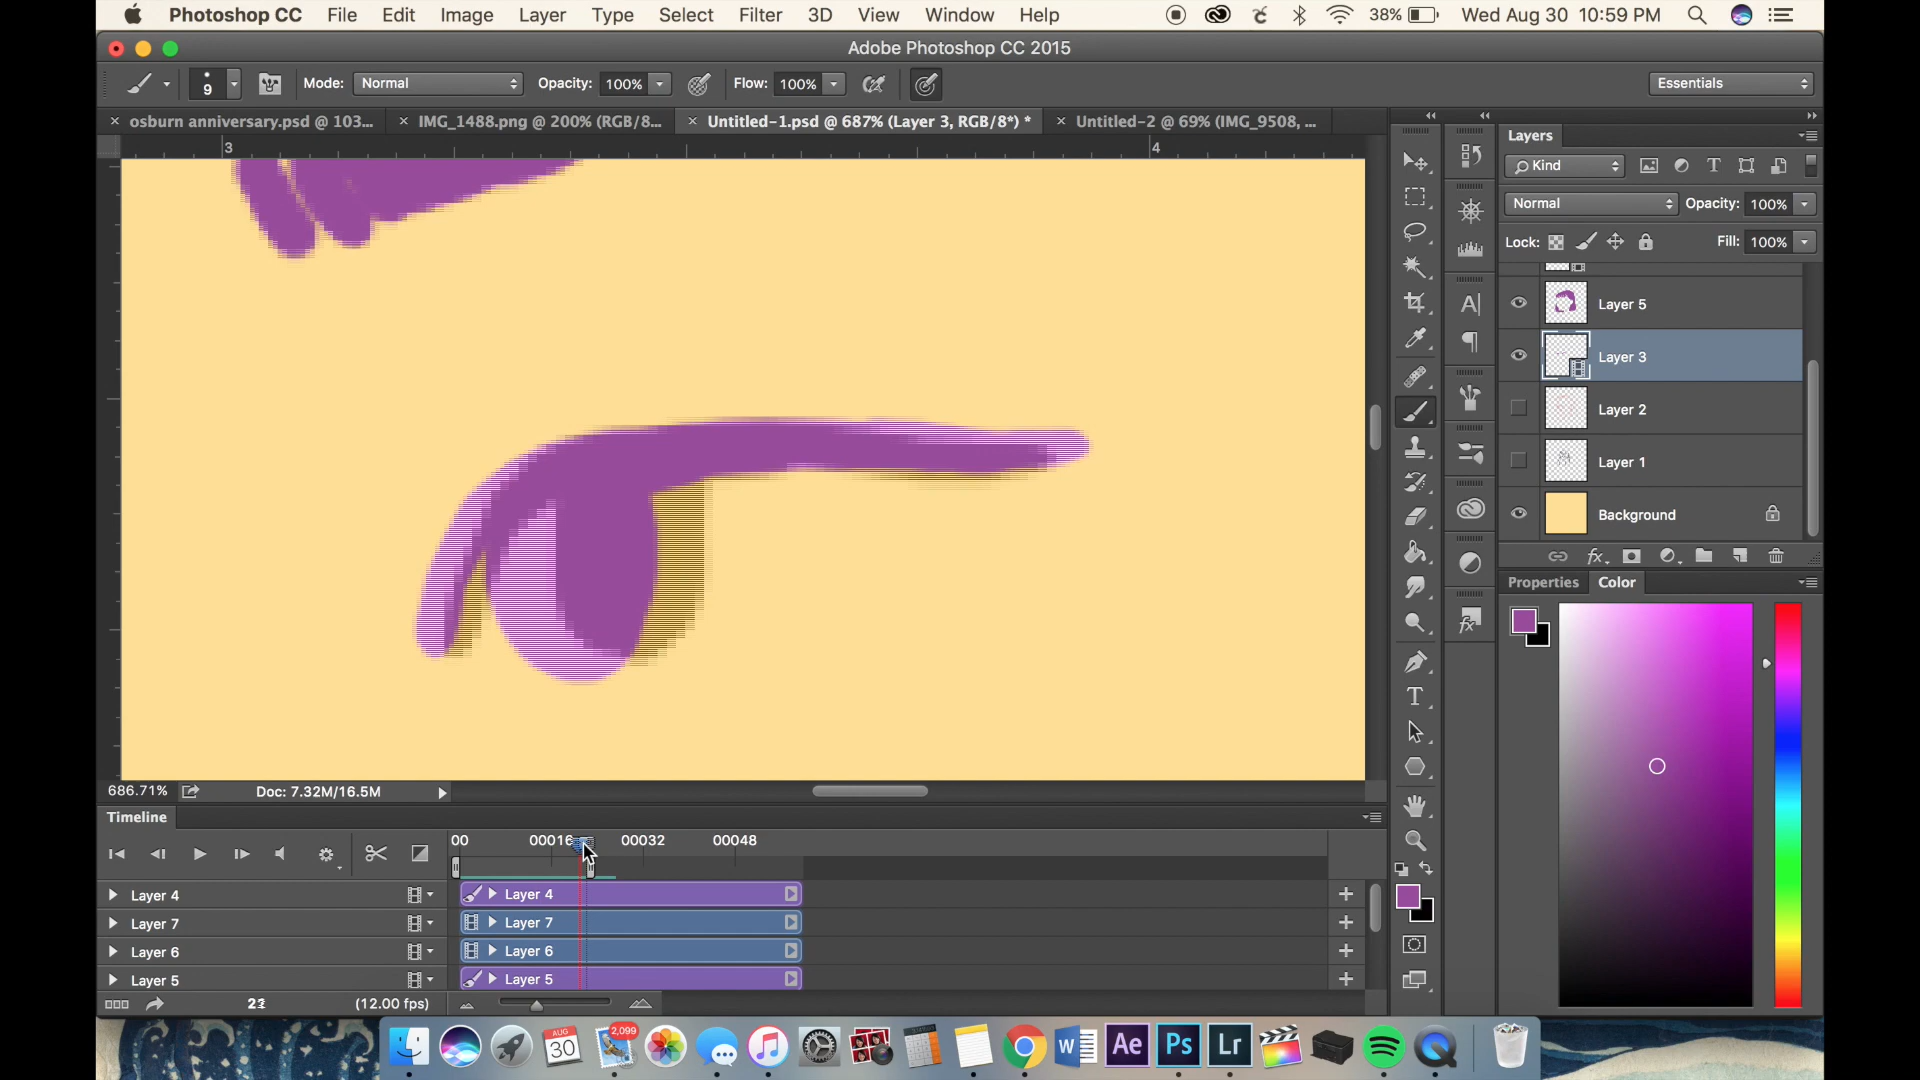 Photoshop CC File Edit Image Layer Type Select Filter 3D View Window Help 38% Wed Aug 30 10:59 PM
Adobe Photoshop CC 2015
9 Mode: Normal Opacity: 100% Flow: 100% Essentials
osburn anniversary.psd @ 103... IMG_1488.png @ 200% (RGB/8... Untitled-1.psd @ 687% (Layer 3, RGB/8*) * Untitled-2 @ 69% (IMG_9508, ...
3 4
Layers
Kind
Normal Opacity: 100%
Lock: Fill: 100%
Layer 5
Layer 3
Layer 2
Layer 1
Background
Properties Color
686.71% Doc: 7.32M/16.5M
Timeline
00 00016 00032 00048
Layer 4 Layer 4
Layer 7 Layer 7
Layer 6 Layer 6
Layer 5 Layer 5
(12.00 fps)
AUG
30
2,099
W
Ae
Ps
Lr